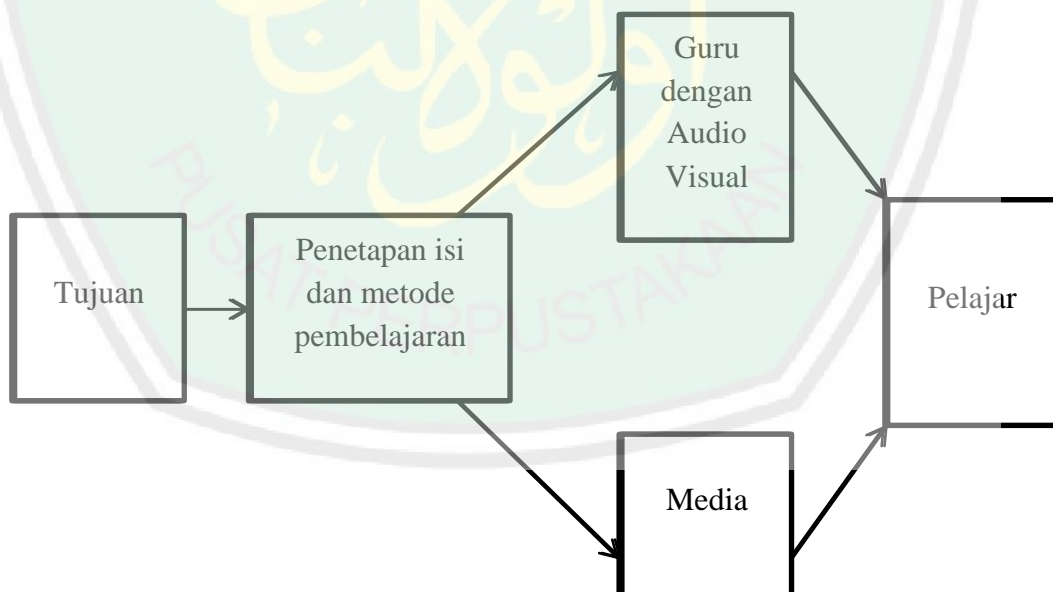 Guru
dengan
Audio
Visual
Tujuan
Penetapan isi
dan metode
pembelajaran
Pelajar
Media
PUSAT PERPUSTAKAAN